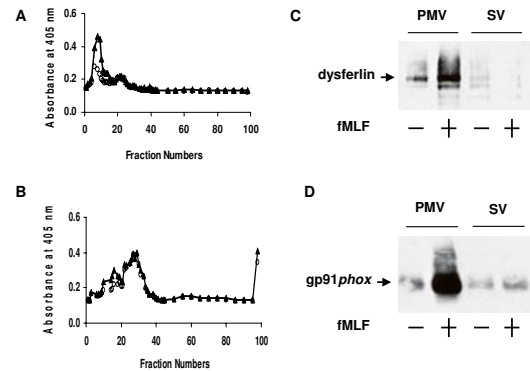 A
Absorbance at 405 nm
0.6
0.4
0.2
0.0
0 20 40 60 80 100
Fraction Numbers
B
Absorbance at 405 nm
0.6
0.4
0.2
0.0
0 20 40 60 80 100
Fraction Numbers
C
PMV SV
dysferlin
fMLF − + − +
D
PMV SV
gp91phox
fMLF − + − +